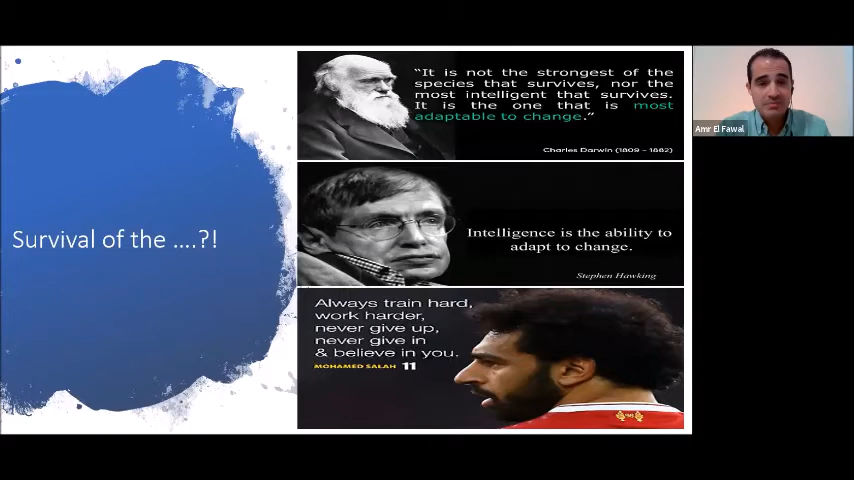 Survival of the ....?!
“It is not the strongest of the
species that survives, nor the
most intelligent that survives.
It is the one that is most
adaptable to change.”
Charles Darwin (1809 – 1882)
Intelligence is the ability to
adapt to change.
Stephen Hawking
Always train hard,
work harder,
never give up,
never give in
& believe in you.
MOHAMED SALAH 11
Amr El Fawal